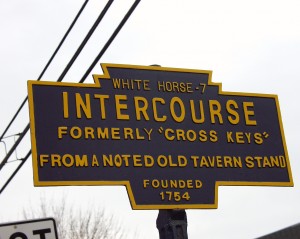 WHITE HORSE-7
INTERCOURSE
FORMERLY "CROSS KEYS"
FROM A NOTED OLD TAVERN STAND
FOUNDED
1754